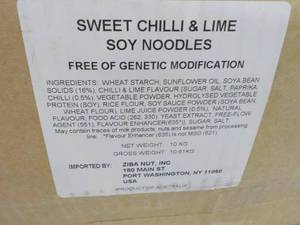 SWEET CHILLI & LIME
SOY NOODLES
FREE OF GENETIC MODIFICATION
INGREDIENTS: WHEAT STARCH, SUNFLOWER OIL, SOYA BEAN
SOLIDS (16%), CHILLI & LIME FLAVOUR (SUGAR, SALT, PAPRIKA,
CHILLI (0.5%), VEGETABLE POWDER, HYDROLYSED VEGETABLE
PROTEIN (SOY), RICE FLOUR, SOY SAUCE POWDER (SOYA BEAN,
WHEAT FLOUR), LIME JUICE POWDER (0.5%), NATURAL
FLAVOUR, FOOD ACID (262, 330), YEAST EXTRACT, FREE-FLOW
AGENT (551), FLAVOUR ENHANCER(635*)), SUGAR, SALT.
May contain traces of milk products, nuts and sesame from processing
line. *Flavour Enhancer (635) is not MSG (621)
NET WEIGHT: 10 KG
GROSS WEIGHT: 10.61KG
IMPORTED BY: ZIBA NUT, INC
180 MAIN ST
PORT WASHINGTON, NY 11050
USA
PRODUCT OF AUSTRALIA